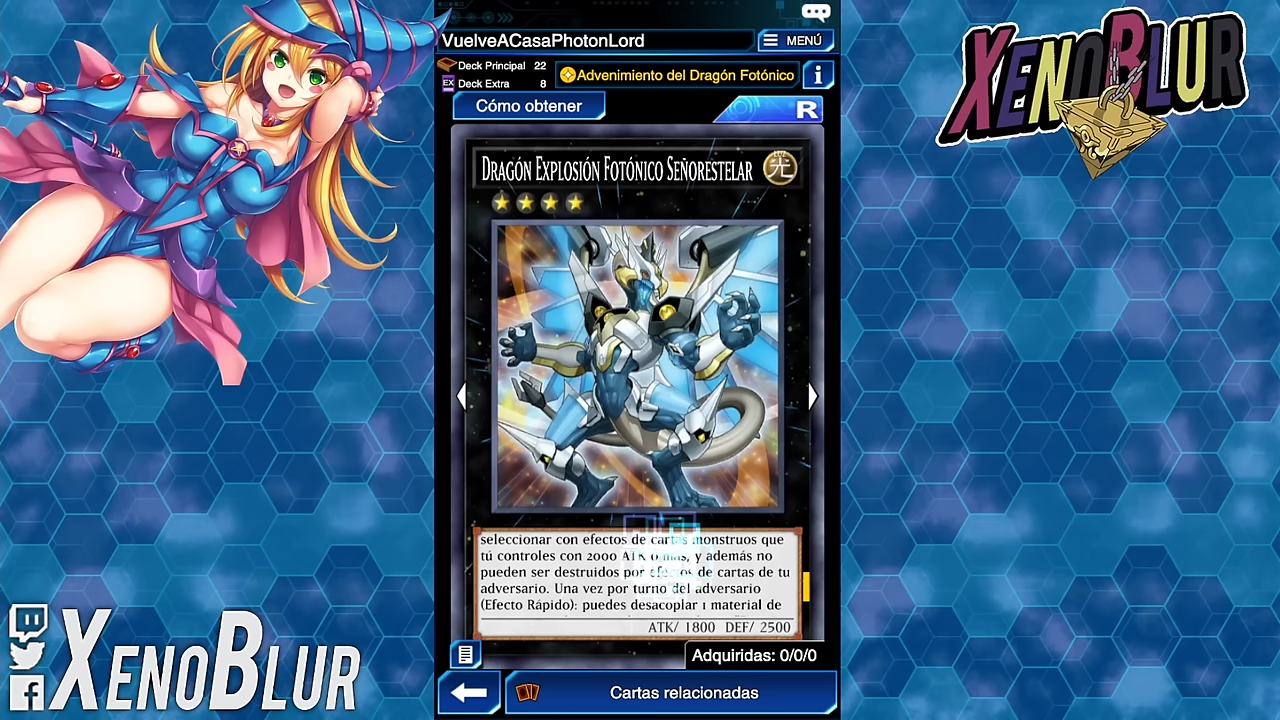 VuelveACasaPhotonLord
MENÚ
Deck Principal 22
EX Deck Extra 8
Advenimiento del Dragón Fotónico
i
Cómo obtener
R
XENOBLUR
DRAGÓN EXPLOSIÓN FOTÓNICO SEÑORESTELAR
LUZ
光
seleccionar con efectos de cartas monstruos que
tú controles con 2000 ATK o más, y además no
pueden ser destruidos por efectos de cartas de tu
adversario. Una vez por turno del adversario
(Efecto Rápido): puedes desacoplar 1 material de
ATK/ 1800 DEF/ 2500
Adquiridas: 0/0/0
Cartas relacionadas
XENOBLUR